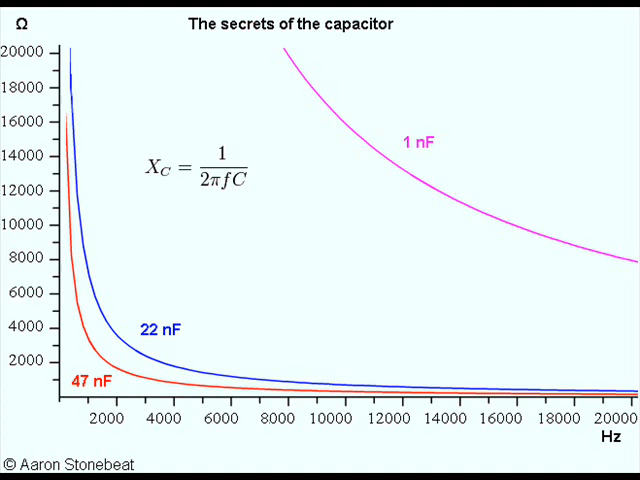 Ω
The secrets of the capacitor
20000
18000
16000
14000
12000
10000
8000
6000
4000
2000
1 nF
X_C = 1 / 2πfC
22 nF
47 nF
2000 4000 6000 8000 10000 12000 14000 16000 18000 20000
Hz
© Aaron Stonebeat